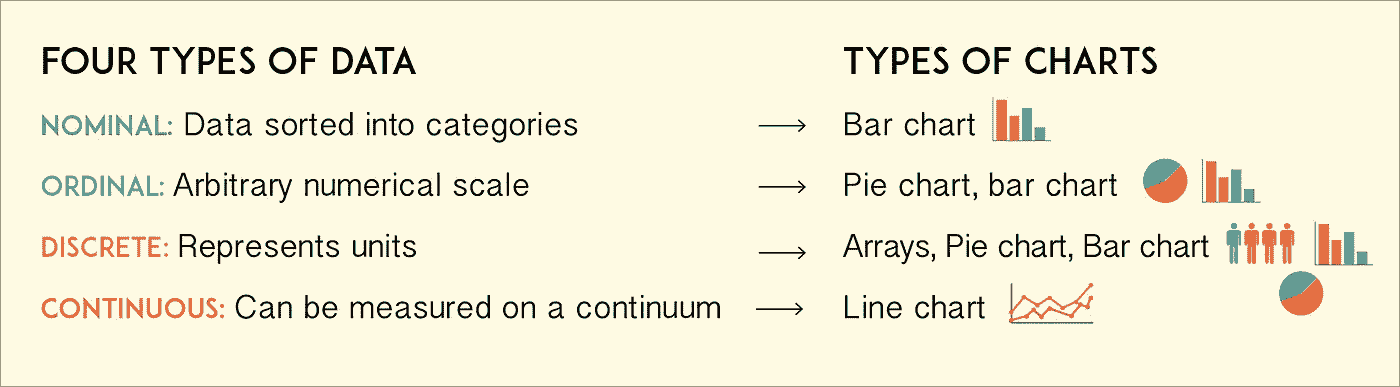 FOUR TYPES OF DATA
TYPES OF CHARTS
NOMINAL: Data sorted into categories
Bar chart
ORDINAL: Arbitrary numerical scale
Pie chart, bar chart
DISCRETE: Represents units
Arrays, Pie chart, Bar chart
CONTINUOUS: Can be measured on a continuum
Line chart